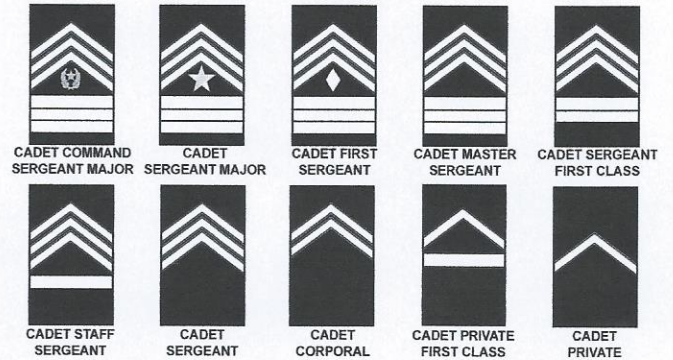 CADET COMMAND
SERGEANT MAJOR
CADET
SERGEANT MAJOR
CADET FIRST
SERGEANT
CADET MASTER
SERGEANT
CADET SERGEANT
FIRST CLASS
CADET STAFF
SERGEANT
CADET
SERGEANT
CADET
CORPORAL
CADET PRIVATE
FIRST CLASS
CADET
PRIVATE